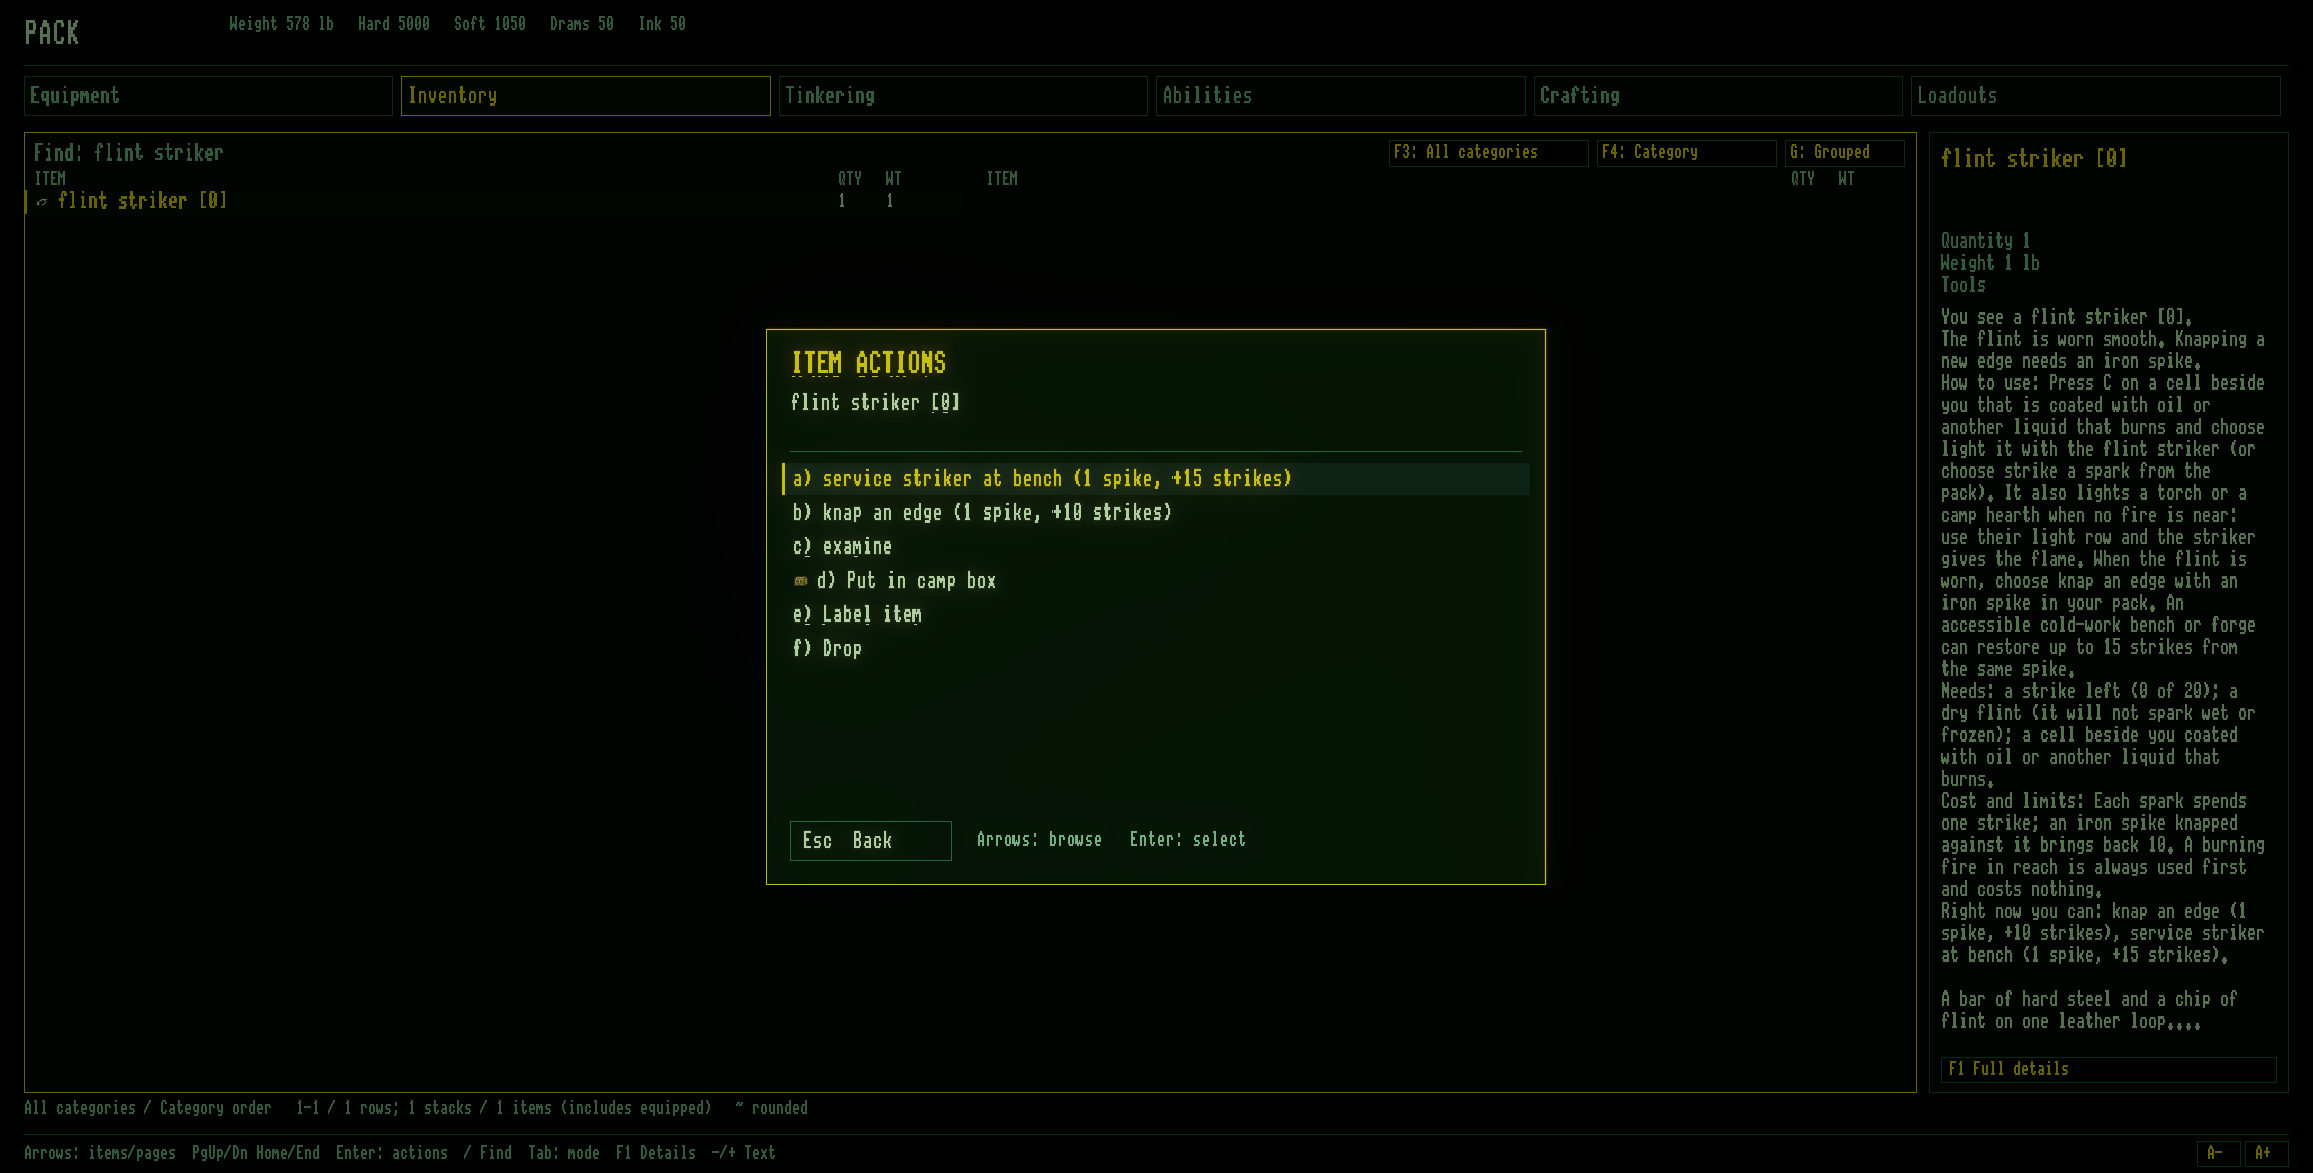 PACK
Weight 578 lb Hard 5000 Soft 1050 Drams 50 Ink 50
Equipment
Inventory
Tinkering
Abilities
Crafting
Loadouts
Find: flint striker
F3: All categories
F4: Category
G: Grouped
ITEM QTY WT ITEM QTY WT
flint striker [0] 1 1
ITEM ACTIONS
flint striker [0]
a) service striker at bench (1 spike, +15 strikes)
b) knap an edge (1 spike, +10 strikes)
c) examine
d) Put in camp box
e) Label item
f) Drop
Esc Back
Arrows: browse Enter: select
flint striker [0]
Quantity 1
Weight 1 lb
Tools
You see a flint striker [0].
The flint is worn smooth. Knapping a
new edge needs an iron spike.
How to use: Press C on a cell beside
you that is coated with oil or
another liquid that burns and choose
light it with the flint striker (or
choose strike a spark from the
pack). It also lights a torch or a
camp hearth when no fire is near:
use their light row and the striker
gives the flame. When the flint is
worn, choose knap an edge with an
iron spike in your pack. An
accessible cold-work bench or forge
can restore up to 15 strikes from
the same spike.
Needs: a strike left (0 of 20); a
dry flint (it will not spark wet or
frozen); a cell beside you coated
with oil or another liquid that
burns.
Cost and limits: Each spark spends
one strike; an iron spike knapped
against it brings back 10. A burning
fire in reach is always used first
and costs nothing.
Right now you can: knap an edge (1
spike, +10 strikes), service striker
at bench (1 spike, +15 strikes).
A bar of hard steel and a chip of
flint on one leather loop....
F1 Full details
All categories / Category order 1-1 / 1 rows; 1 stacks / 1 items (includes equipped) ~ rounded
Arrows: items/pages PgUp/Dn Home/End Enter: actions / Find Tab: mode F1 Details -/+ Text
A- A+